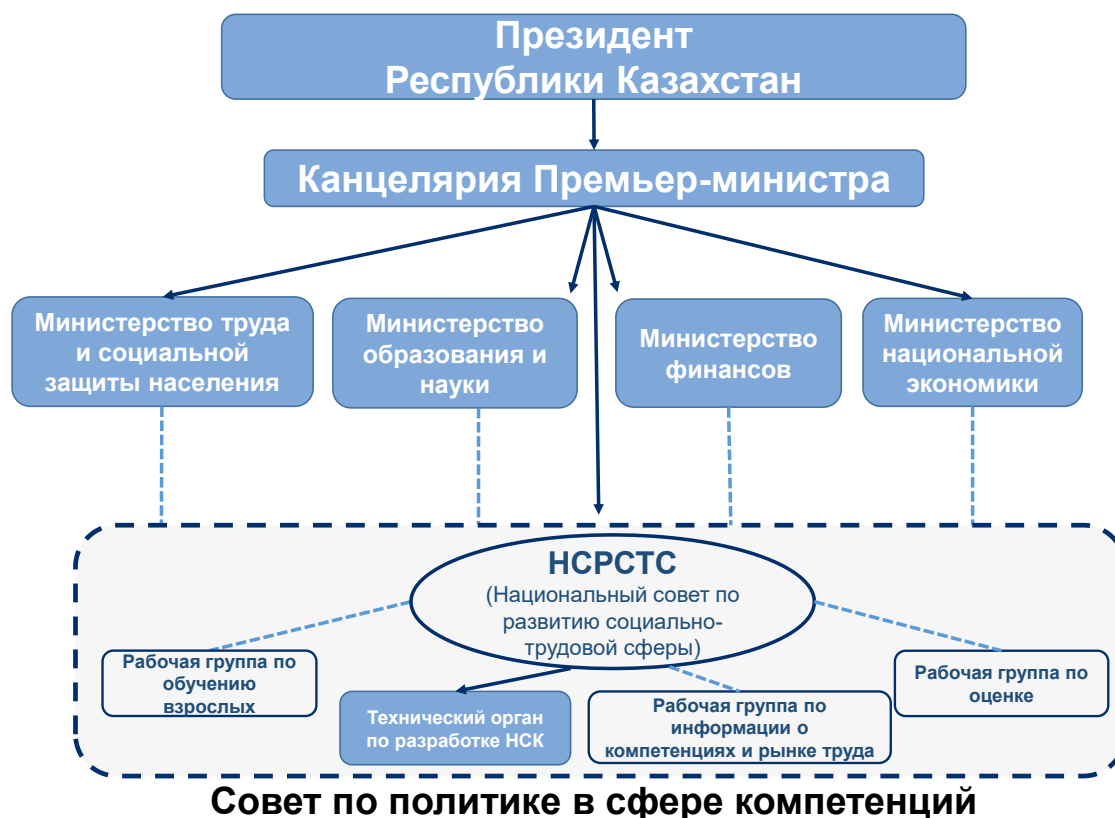 Президент
Республики Казахстан
Канцелярия Премьер-министра
Министерство труда
и социальной
защиты населения
Министерство
образования и
науки
Министерство
финансов
Министерство
национальной
экономики
НСРСТС
(Национальный совет по
развитию социально-
трудовой сферы)
Рабочая группа по
обучению
взрослых
Технический орган
по разработке НСК
Рабочая группа по
информации о
компетенциях и рынке труда
Рабочая группа по
оценке
Совет по политике в сфере компетенций